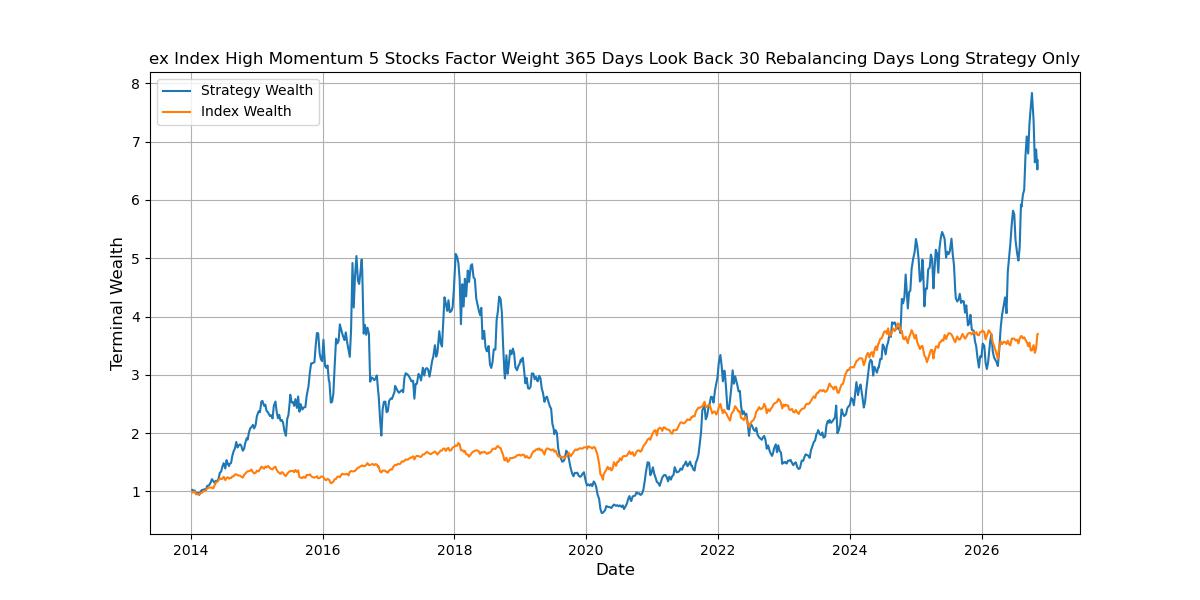 ex Index High Momentum 5 Stocks Factor Weight 365 Days Look Back 30 Rebalancing Days Long Strategy Only
Strategy Wealth
Index Wealth
Terminal Wealth
8
7
6
5
4
3
2
1
2014 2016 2018 2020 2022 2024 2026
Date